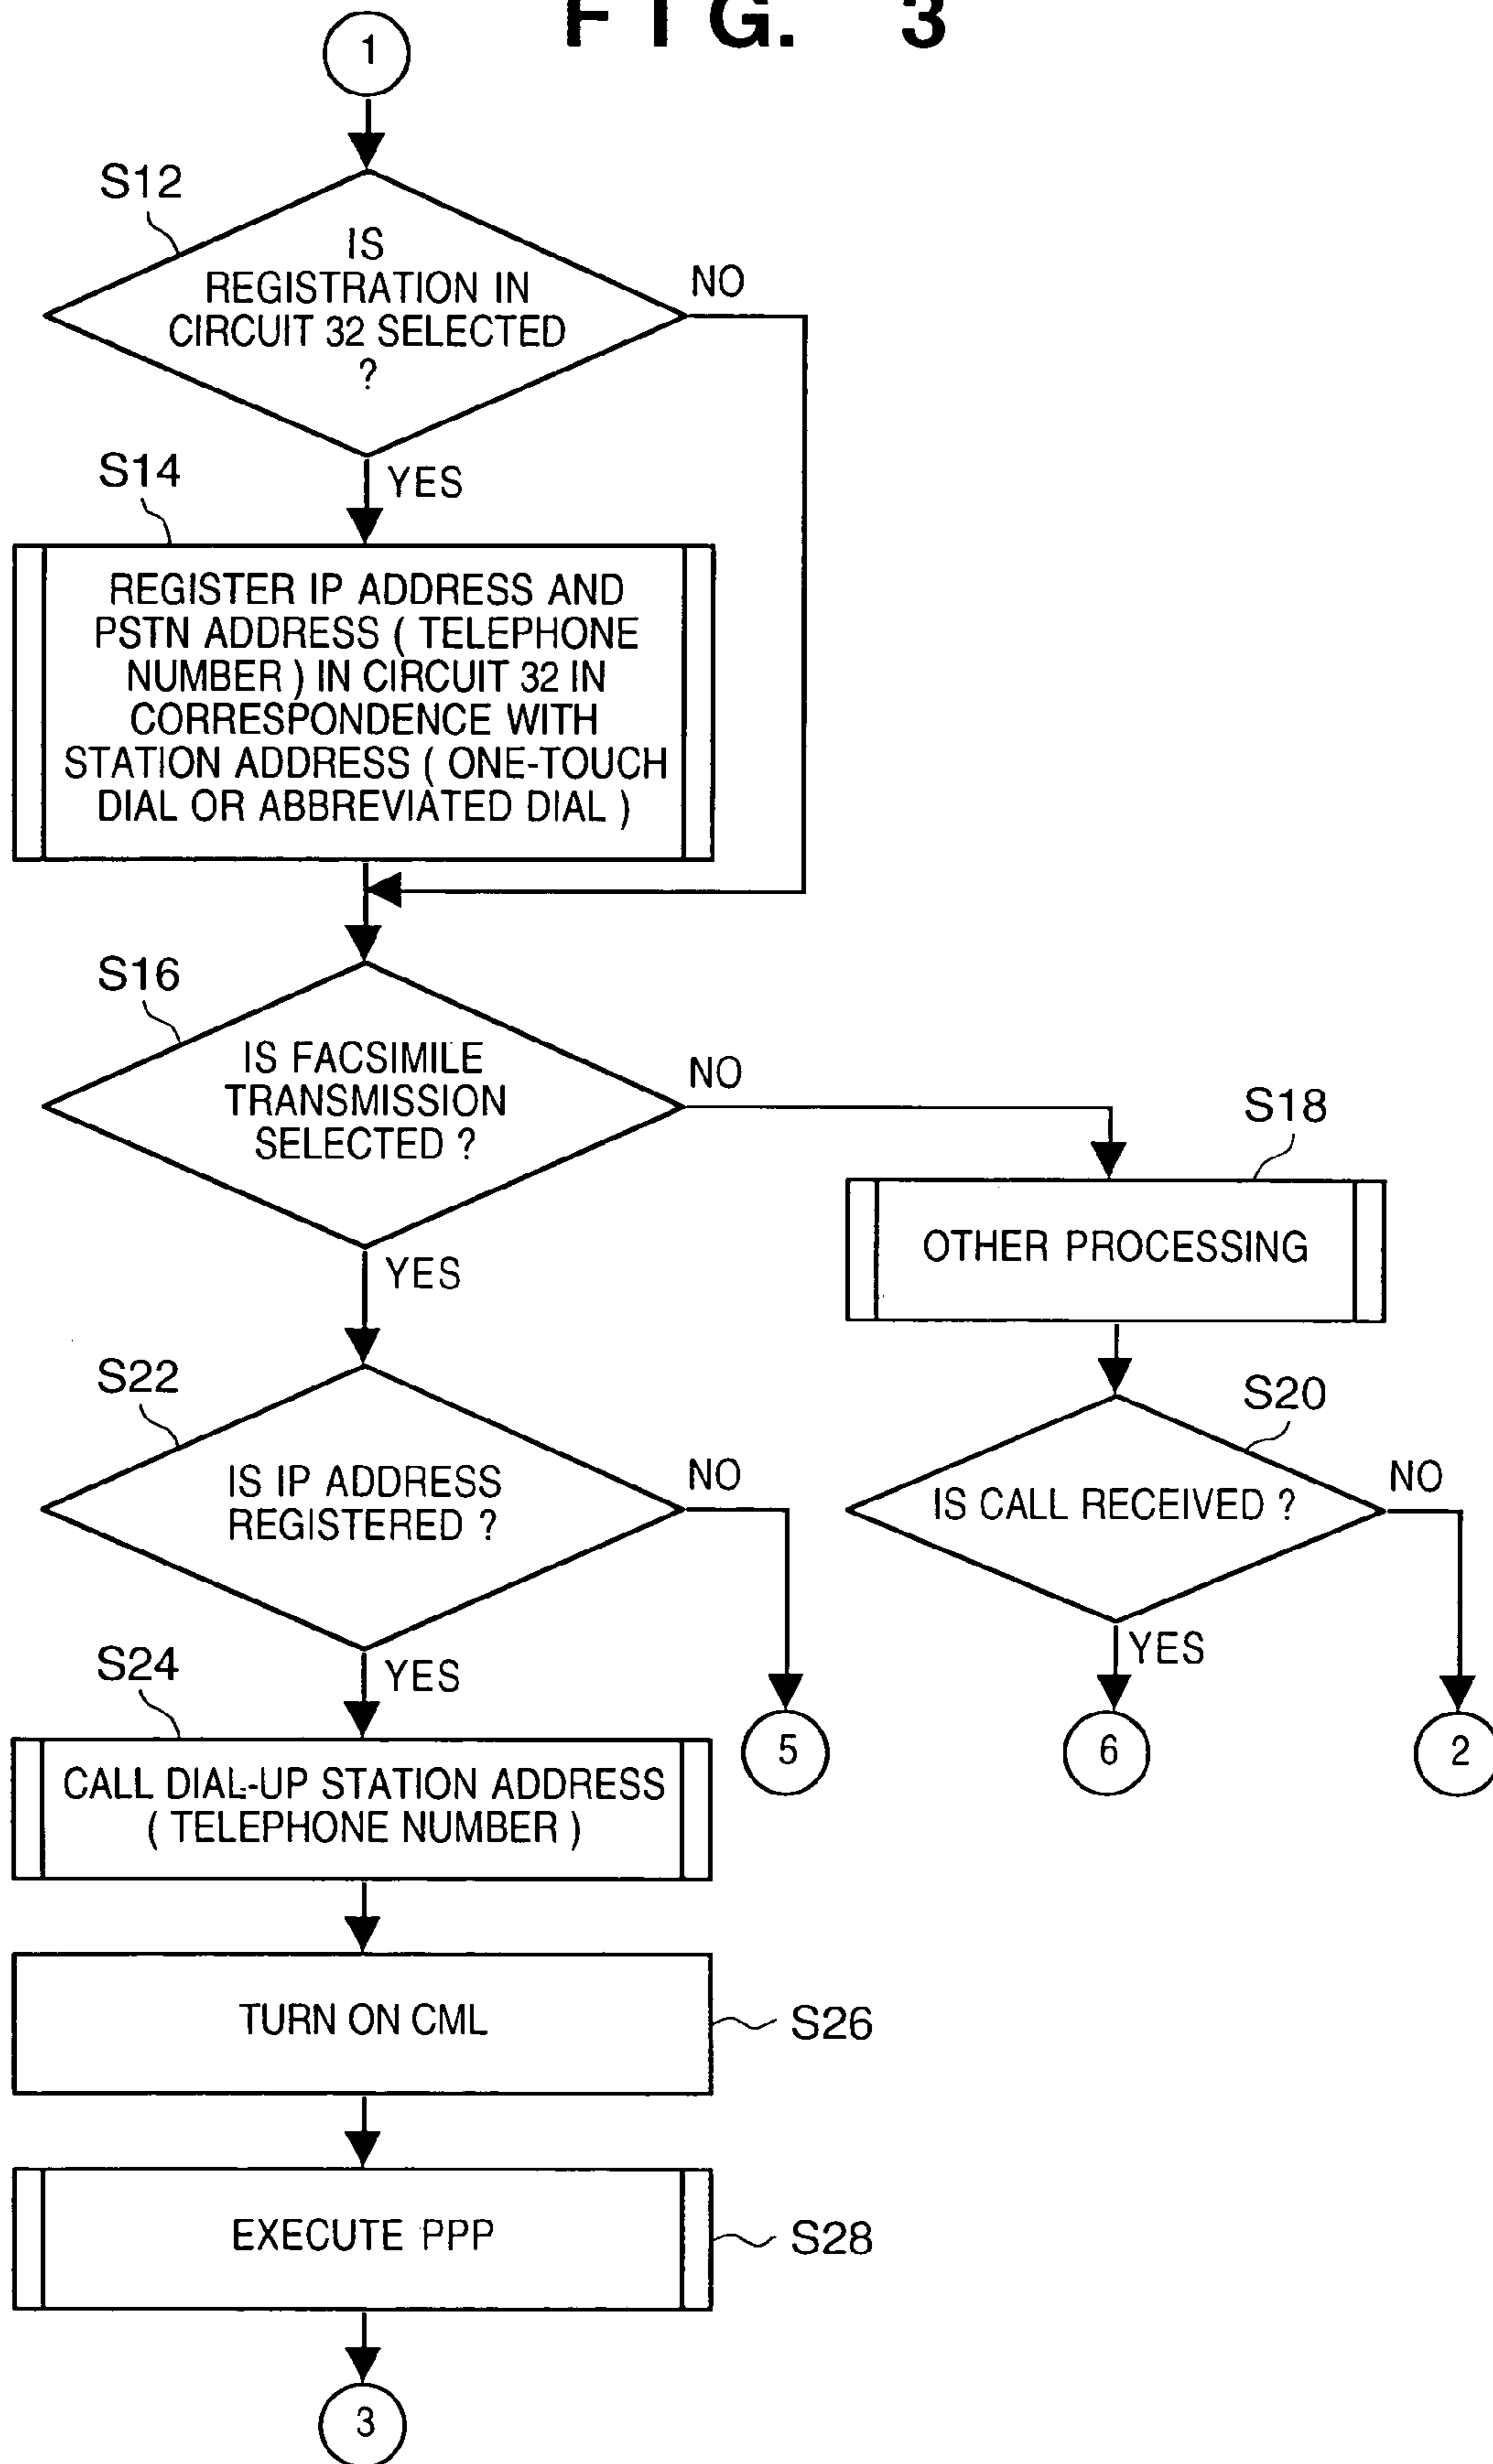 FIG. 3
1
S12
IS
REGISTRATION IN
CIRCUIT 32 SELECTED
?
NO
YES
S14
REGISTER IP ADDRESS AND
PSTN ADDRESS ( TELEPHONE
NUMBER ) IN CIRCUIT 32 IN
CORRESPONDENCE WITH
STATION ADDRESS ( ONE-TOUCH
DIAL OR ABBREVIATED DIAL )
S16
IS FACSIMILE
TRANSMISSION
SELECTED ?
NO
YES
S18
OTHER PROCESSING
S20
IS CALL RECEIVED ?
NO
YES
6
2
S22
IS IP ADDRESS
REGISTERED ?
NO
YES
5
S24
CALL DIAL-UP STATION ADDRESS
( TELEPHONE NUMBER )
TURN ON CML
S26
EXECUTE PPP
S28
3